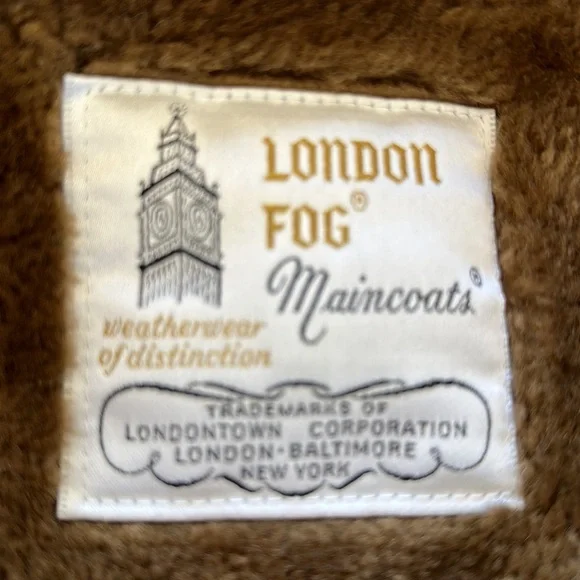 LONDON
FOG®
Maincoats®
weatherwear
of distinction
TRADEMARKS OF
LONDONTOWN CORPORATION
LONDON-BALTIMORE
NEW YORK